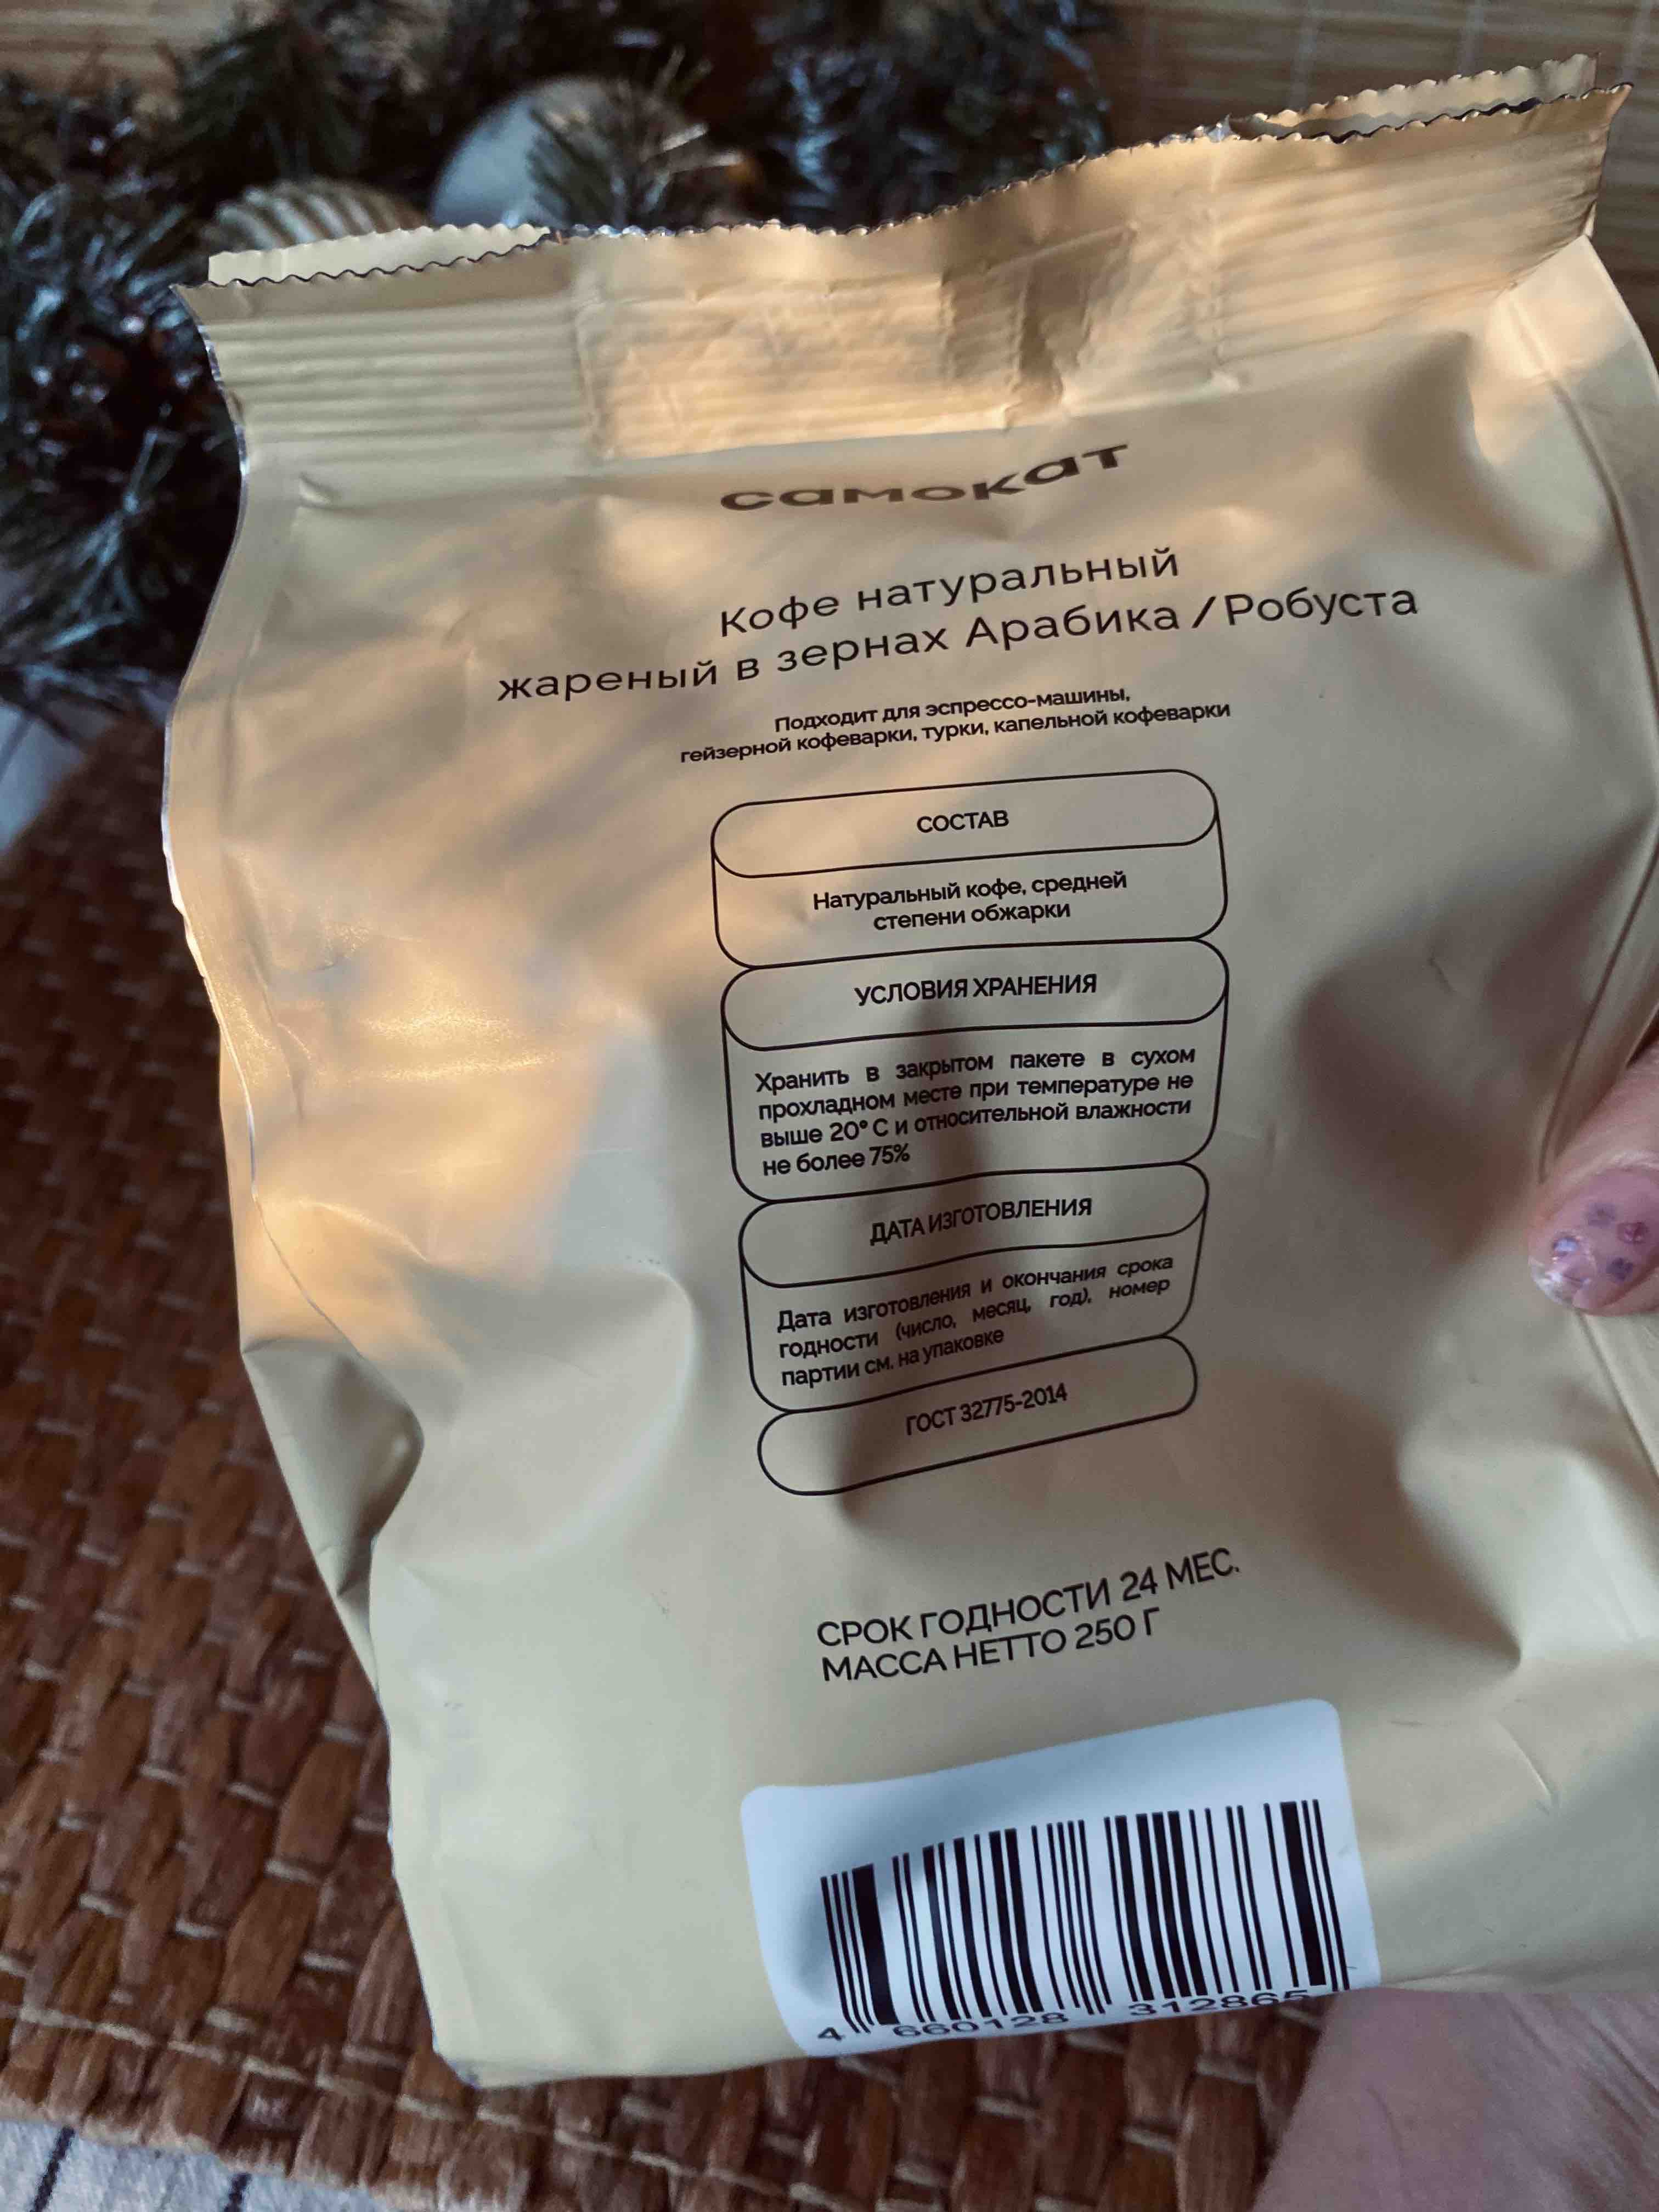 самокат
Кофе натуральный
жареный в зернах Арабика / Робуста
Подходит для эспрессо-машины,
гейзерной кофеварки, турки, капельной кофеварки
СОСТАВ
Натуральный кофе, средней
степени обжарки
УСЛОВИЯ ХРАНЕНИЯ
Хранить в закрытом пакете в сухом
прохладном месте при температуре не
выше 20° С и относительной влажности
не более 75%
ДАТА ИЗГОТОВЛЕНИЯ
Дата изготовления и окончания срока
годности (число, месяц, год), номер
партии см. на упаковке
ГОСТ 32775-2014
СРОК ГОДНОСТИ 24 МЕС.
МАССА НЕТТО 250 Г
4 660128 312865